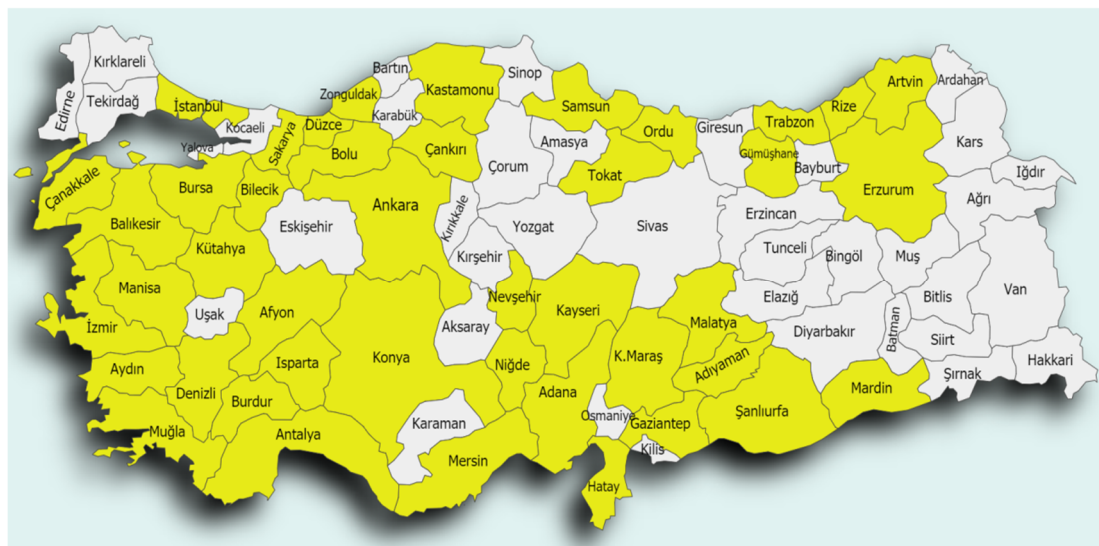 Kırklareli
Edirne
Tekirdağ
İstanbul
Kocaeli
Yalova
Sakarya
Düzce
Zonguldak
Bartın
Karabük
Kastamonu
Sinop
Samsun
Ordu
Giresun
Trabzon
Rize
Artvin
Ardahan
Kars
Iğdır
Ağrı
Erzurum
Bayburt
Gümüşhane
Tokat
Amasya
Çorum
Çankırı
Bolu
Bilecik
Bursa
Çanakkale
Balıkesir
Kütahya
Eskişehir
Ankara
Kırıkkale
Kırşehir
Yozgat
Sivas
Erzincan
Tunceli
Bingöl
Muş
Bitlis
Van
Hakkari
Şırnak
Siirt
Batman
Diyarbakır
Elazığ
Malatya
Adıyaman
K.Maraş
Kayseri
Nevşehir
Aksaray
Niğde
Konya
Afyon
Uşak
Manisa
İzmir
Aydın
Denizli
Isparta
Burdur
Muğla
Antalya
Karaman
Mersin
Adana
Osmaniye
Gaziantep
Kilis
Hatay
Şanlıurfa
Mardin